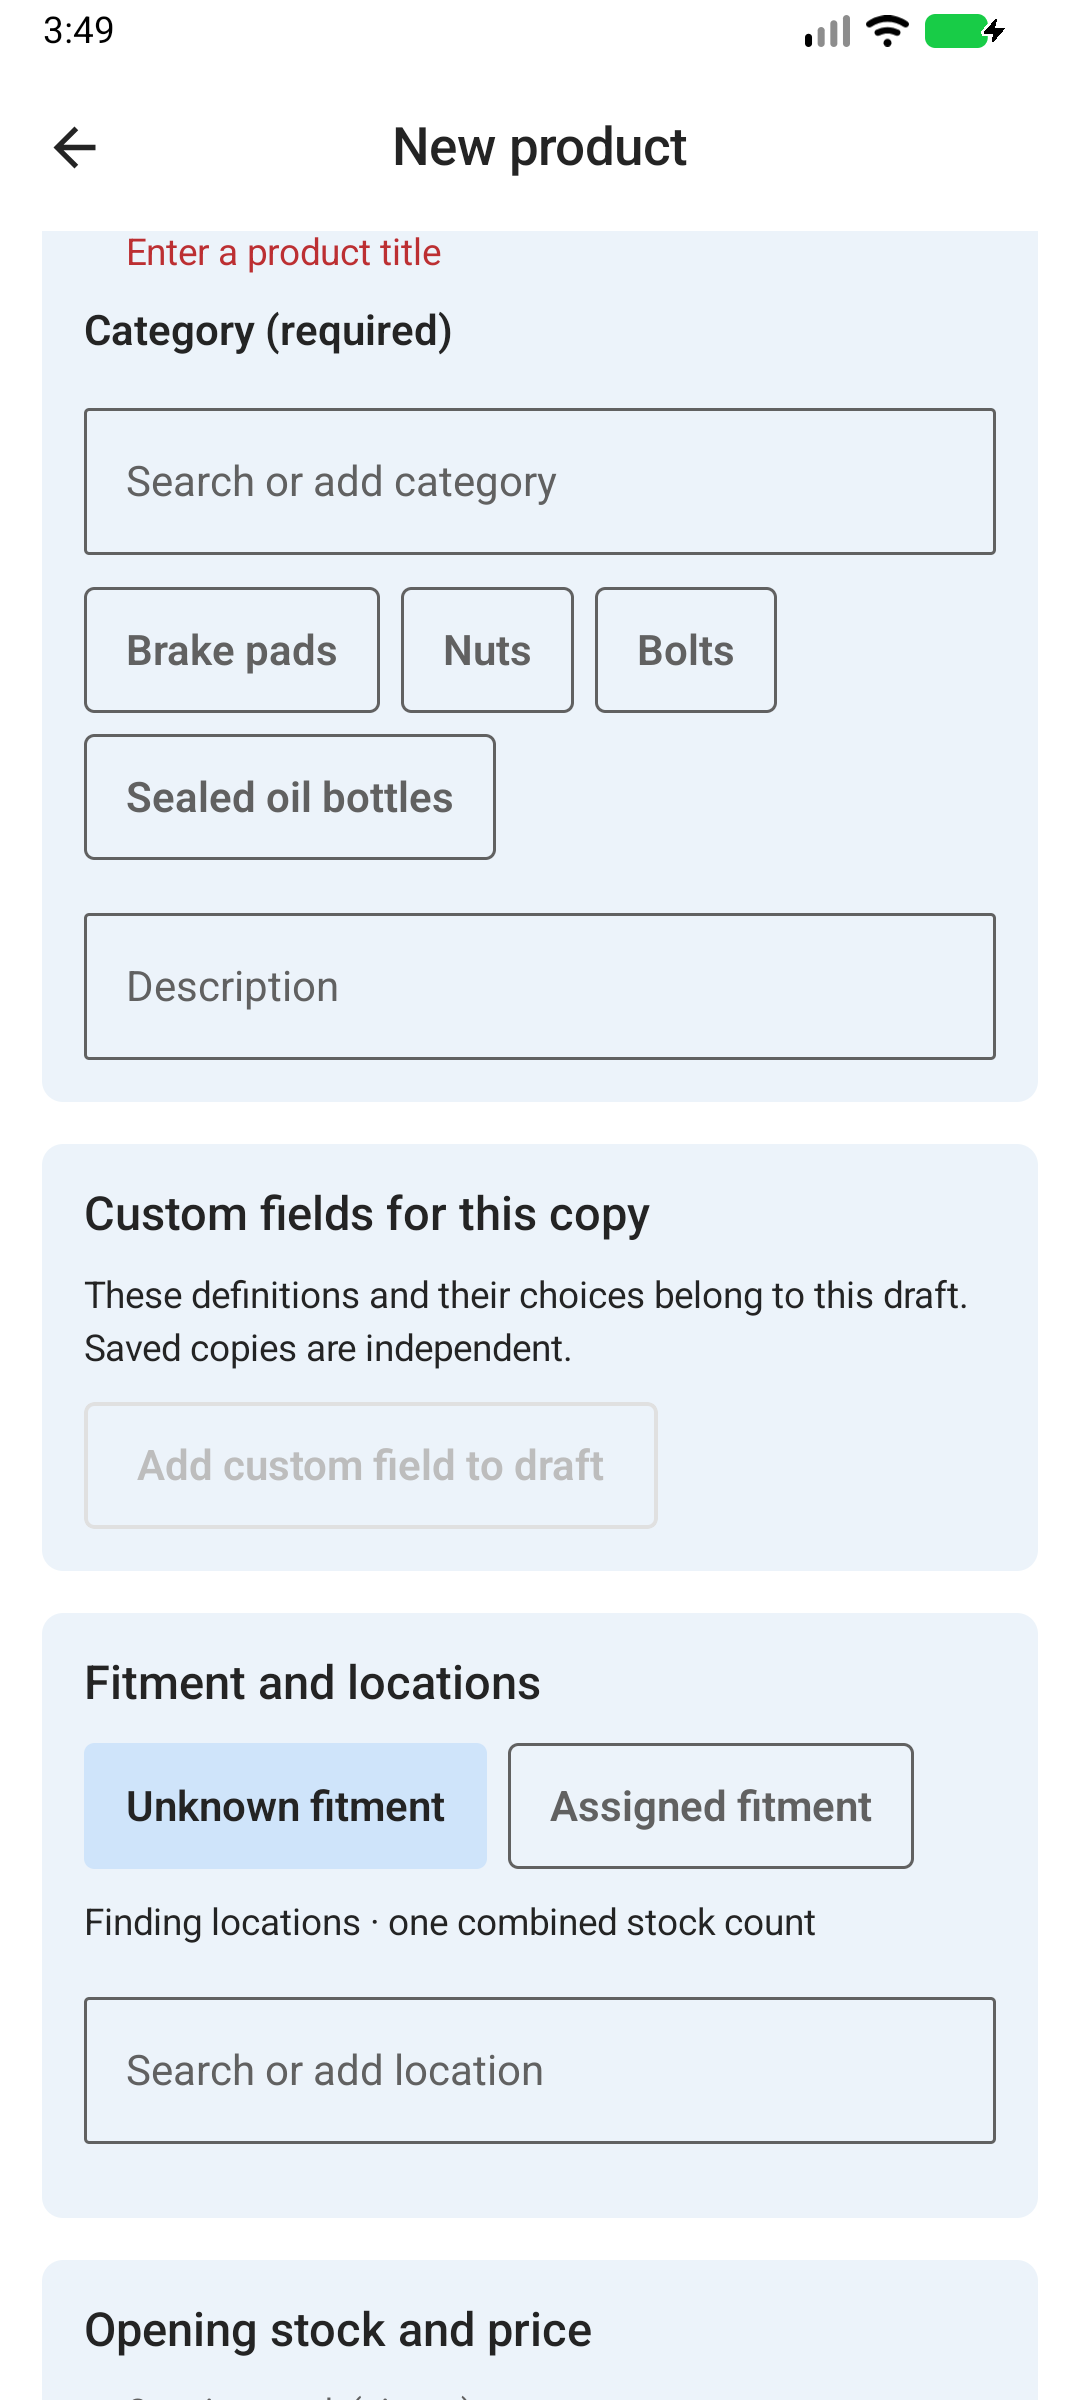 3:49
New product
Enter a product title
Category (required)
Search or add category
Brake pads
Nuts
Bolts
Sealed oil bottles
Description
Custom fields for this copy
These definitions and their choices belong to this draft.
Saved copies are independent.
Add custom field to draft
Fitment and locations
Unknown fitment
Assigned fitment
Finding locations · one combined stock count
Search or add location
Opening stock and price